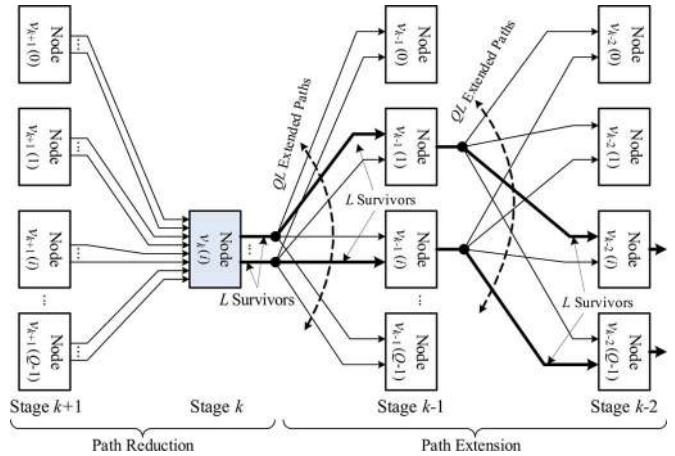 Node
v_{k+1}(0)
Node
v_{k+1}(1)
Node
v_{k+1}(i)
...
Node
v_{k+1}(Q-1)
Stage k+1
Node
v_k(i)
L Survivors
Stage k
QL Extended Paths
Node
v_{k-1}(0)
Node
v_{k-1}(1)
L Survivors
Node
v_{k-1}(i)
...
Node
v_{k-1}(Q-1)
Stage k-1
QL Extended Paths
Node
v_{k-2}(0)
Node
v_{k-2}(1)
Node
v_{k-2}(i)
L Survivors
Node
v_{k-2}(Q-1)
Stage k-2
Path Reduction
Path Extension